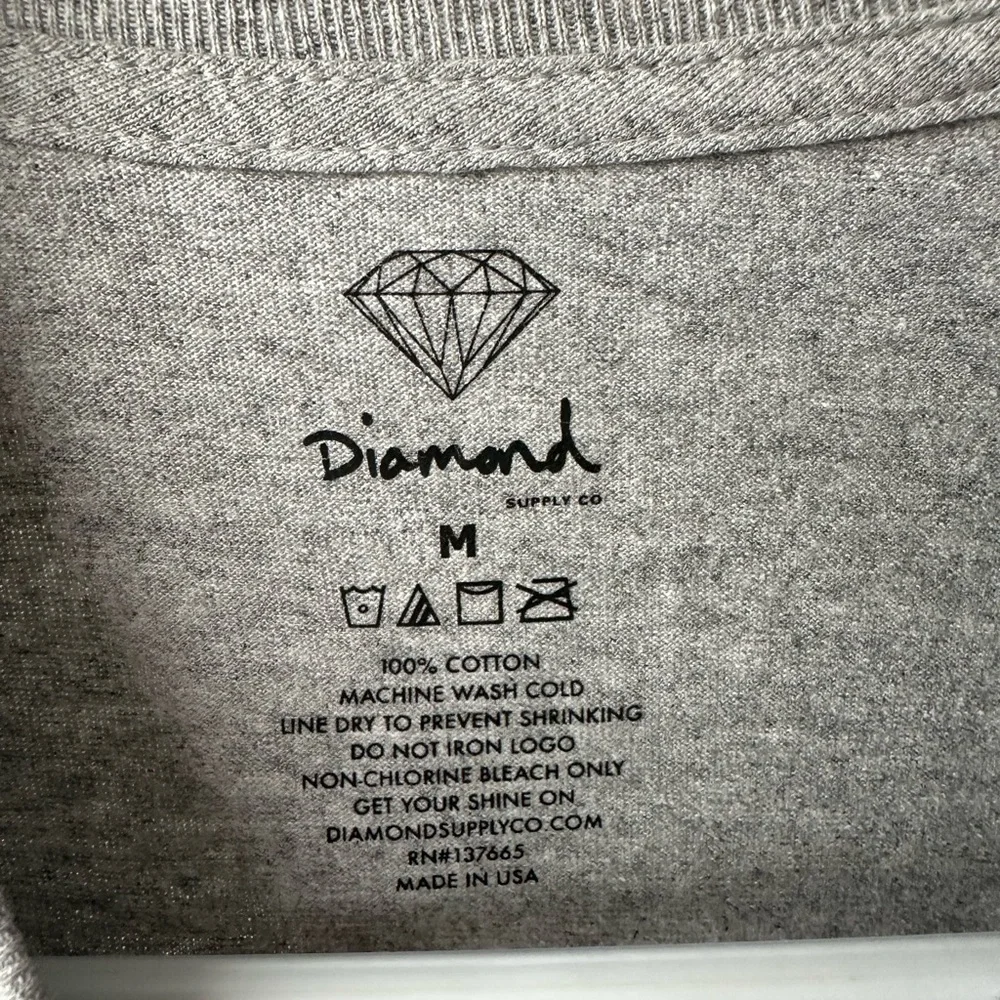 Diamond
SUPPLY CO
M
100% COTTON
MACHINE WASH COLD
LINE DRY TO PREVENT SHRINKING
DO NOT IRON LOGO
NON-CHLORINE BLEACH ONLY
GET YOUR SHINE ON
DIAMONDSUPPLYCO.COM
RN#137665
MADE IN USA